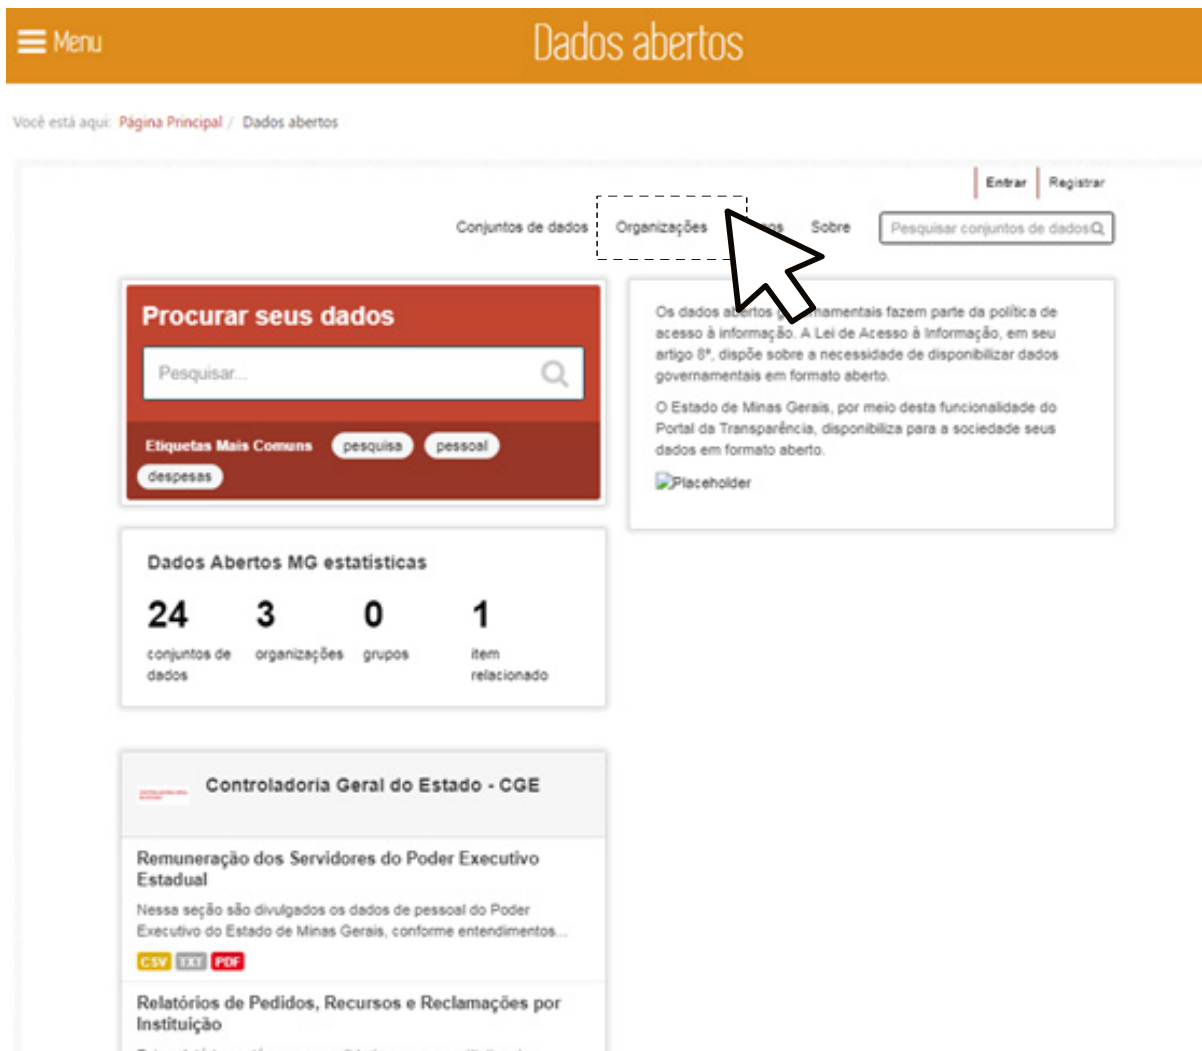 Menu
Dados abertos
Você está aqui: Página Principal / Dados abertos
Entrar Registrar
Conjuntos de dados Organizações Sobre Pesquisar conjuntos de dados
Procurar seus dados
Pesquisar...
Etiquetas Mais Comuns pesquisa pessoal
despesas
Os dados abertos governamentais fazem parte da política de
acesso à informação. A Lei de Acesso à Informação, em seu
artigo 8º, dispõe sobre a necessidade de disponibilizar dados
governamentais em formato aberto.
O Estado de Minas Gerais, por meio desta funcionalidade do
Portal da Transparência, disponibiliza para a sociedade seus
dados em formato aberto.
Placeholder
Dados Abertos MG estatísticas
24 3 0 1
conjuntos de organizações grupos item
dados relacionado
Controladoria Geral do Estado - CGE
Remuneração dos Servidores do Poder Executivo
Estadual
Nessa seção são divulgados os dados de pessoal do Poder
Executivo do Estado de Minas Gerais, conforme entendimentos...
CSV TXT PDF
Relatórios de Pedidos, Recursos e Reclamações por
Instituição